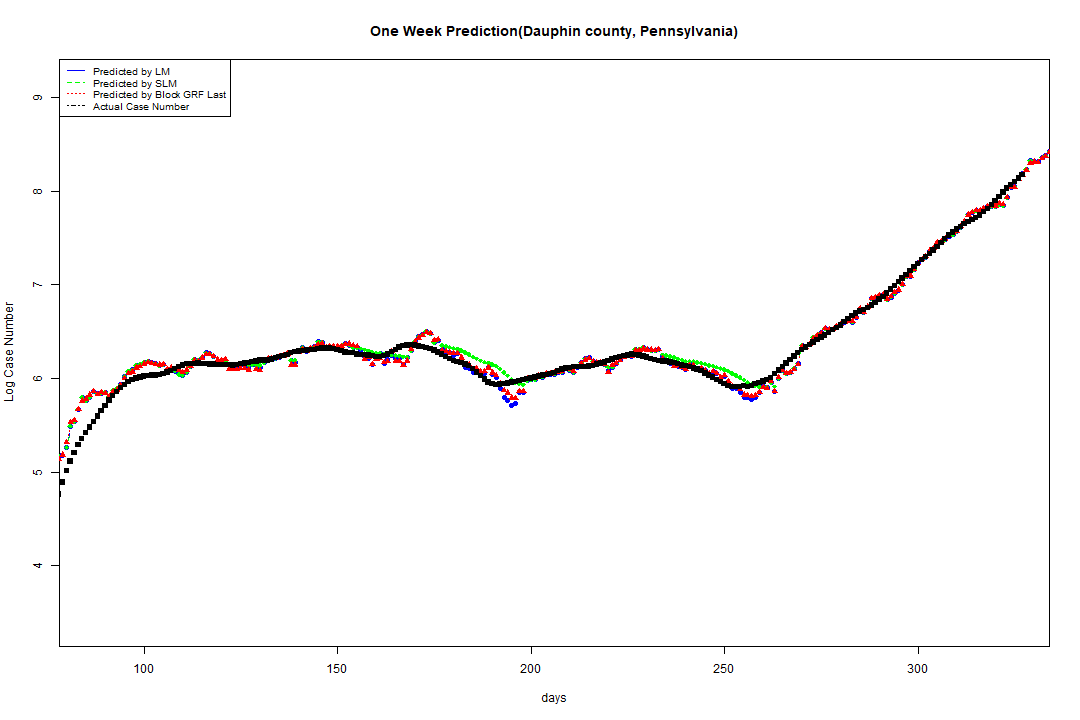 One Week Prediction(Dauphin county, Pennsylvania)
Predicted by LM
Predicted by SLM
Predicted by Block GRF Last
Actual Case Number
Log Case Number
9
8
7
6
5
4
100 150 200 250 300
days